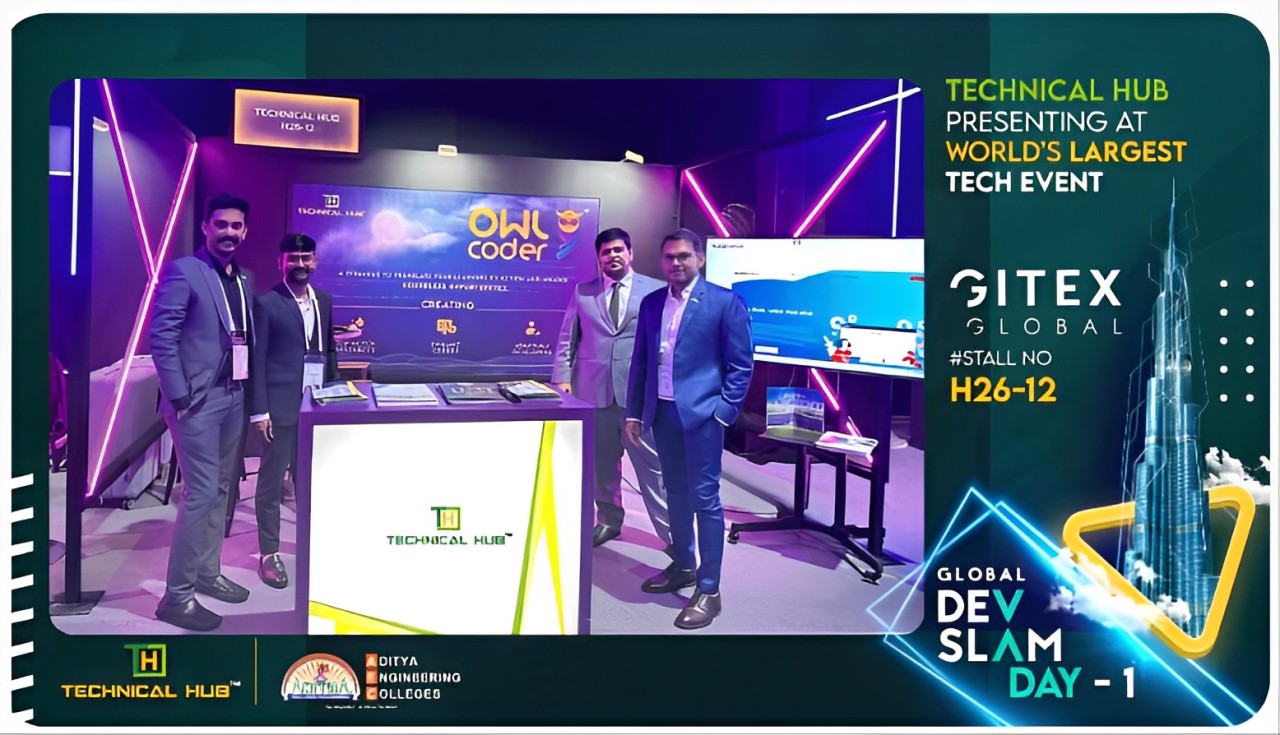 TECHNICAL HUB
H26-12
TECHNICAL HUB
OWL
coder
CREATING
TECHNICAL HUB
TECHNICAL HUB
PRESENTING AT
WORLD'S LARGEST
TECH EVENT
GITEX
GLOBAL
#STALL NO
H26-12
GLOBAL
DEV
SLAM
DAY - 1
TECHNICAL HUB
ADITYA
ENGINEERING
COLLEGES